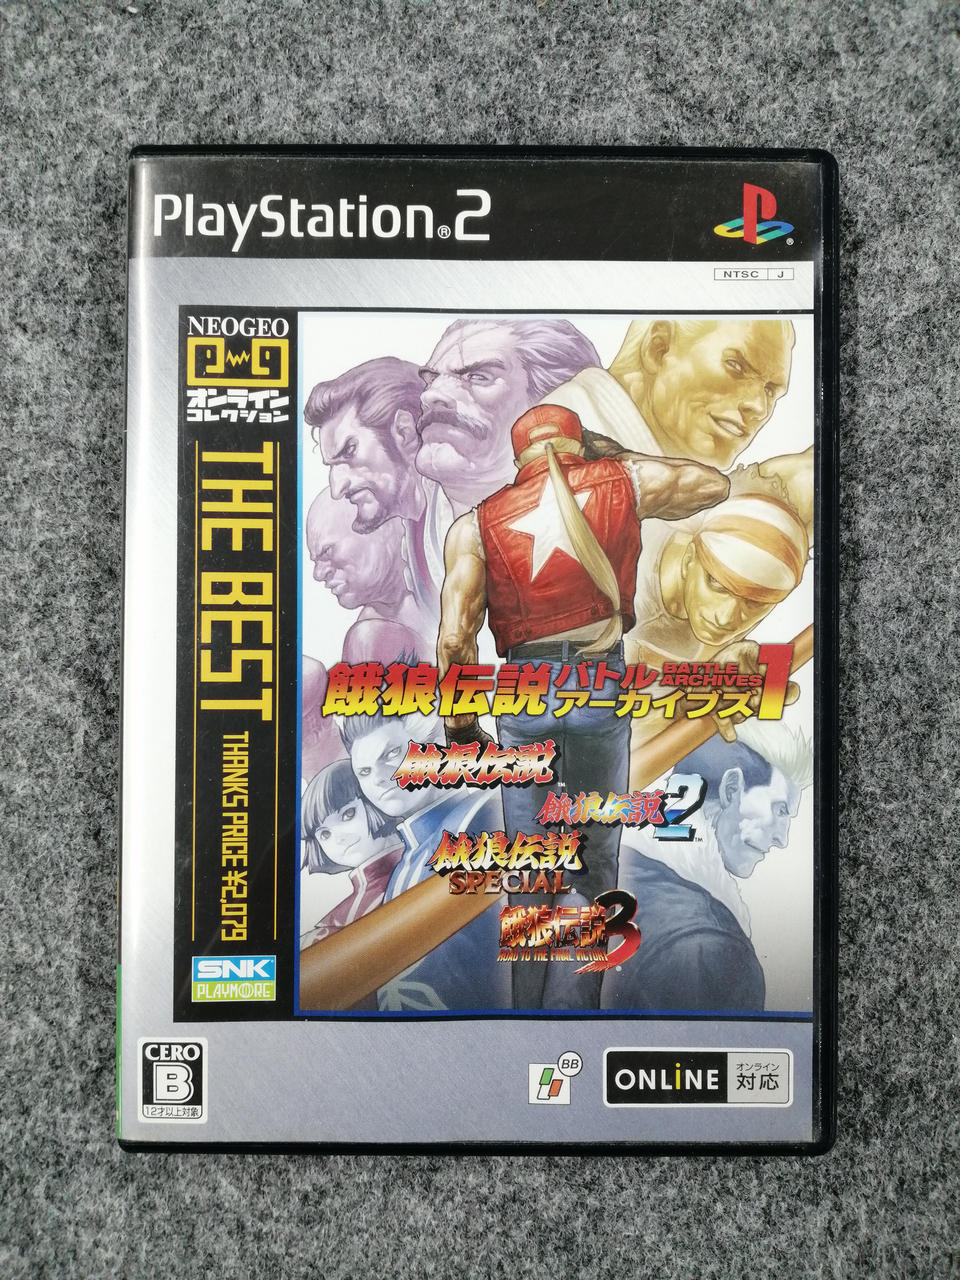 PlayStation®2
®
NTSC J
NEOGEO
オンライン
コレクション
THE BEST
THANKS PRICE ¥2,079
SNK
PLAYMORE
餓狼伝説 バトルアーカイブズ1
BATTLE ARCHIVES
餓狼伝説
TM
餓狼伝説2
TM
餓狼伝説
SPECIAL®
餓狼伝説3
ROAD TO THE FINAL VICTORY
®
CERO
B
12才以上対象
BB
ONLiNE
オンライン
対応